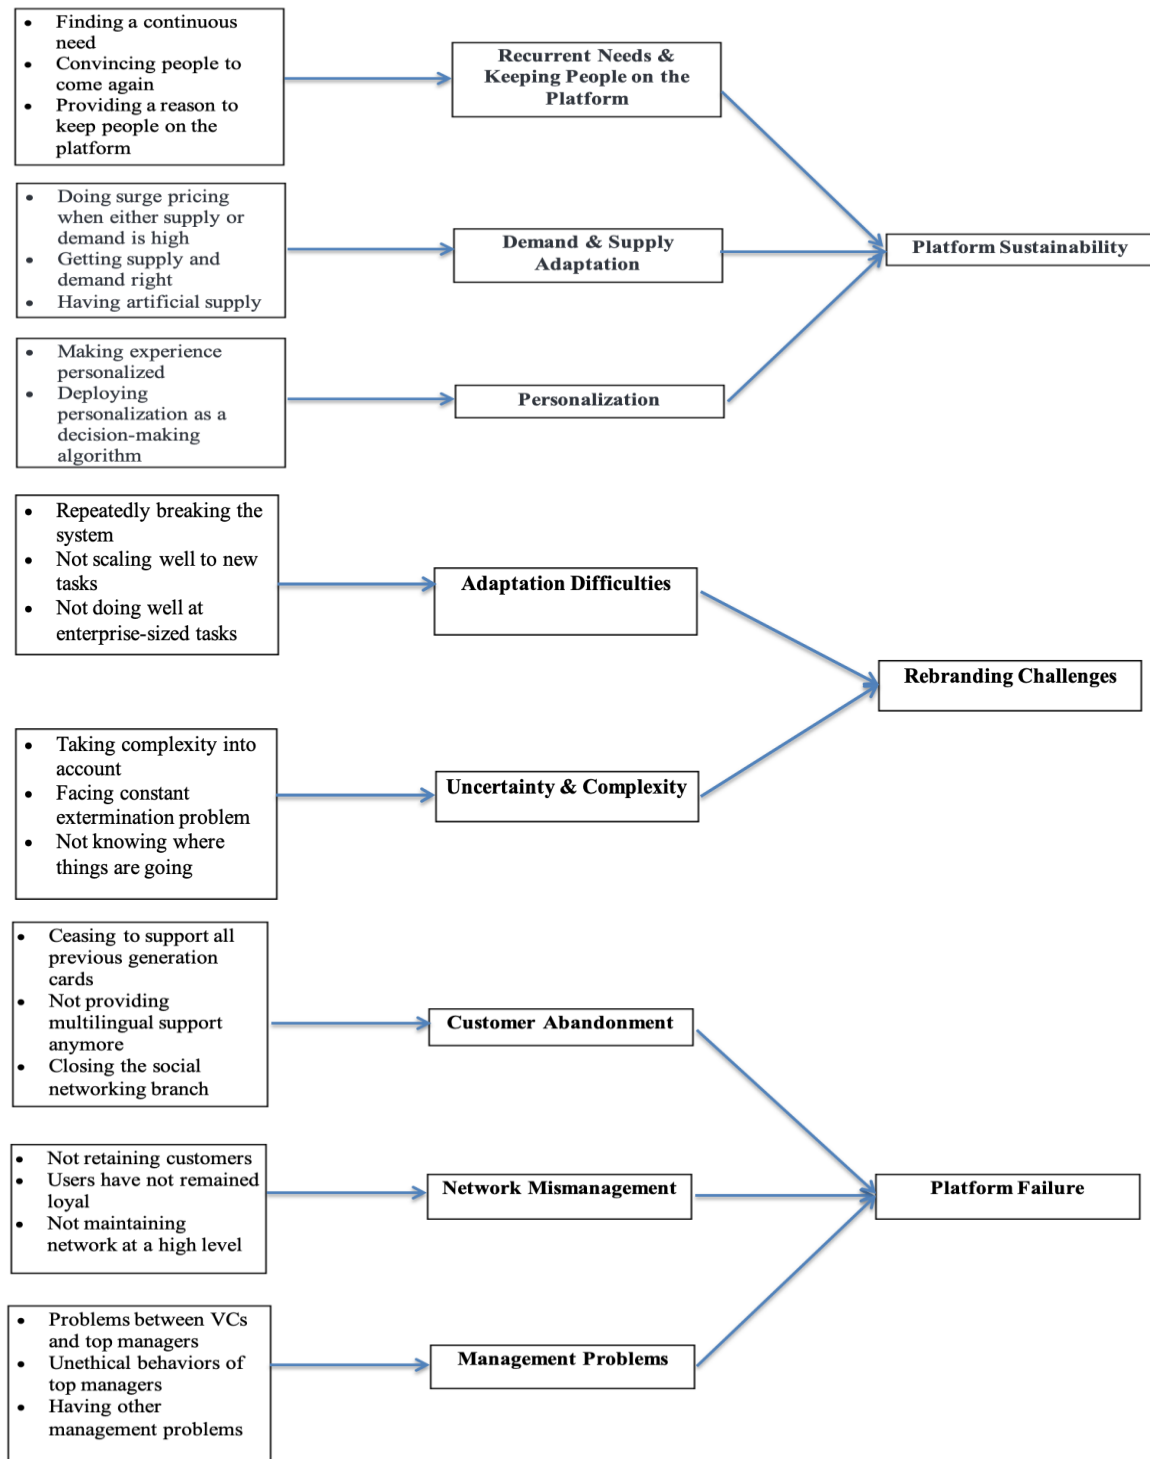 • Finding a continuous
need
• Convincing people to
come again
• Providing a reason to
keep people on the
platform
Recurrent Needs &
Keeping People on the
Platform
• Doing surge pricing
when either supply or
demand is high
• Getting supply and
demand right
• Having artificial supply
Demand & Supply
Adaptation
Platform Sustainability
• Making experience
personalized
• Deploying
personalization as a
decision-making
algorithm
Personalization
• Repeatedly breaking the
system
• Not scaling well to new
tasks
• Not doing well at
enterprise-sized tasks
Adaptation Difficulties
Rebranding Challenges
• Taking complexity into
account
• Facing constant
extermination problem
• Not knowing where
things are going
Uncertainty & Complexity
• Ceasing to support all
previous generation
cards
• Not providing
multilingual support
anymore
• Closing the social
networking branch
Customer Abandonment
• Not retaining customers
• Users have not remained
loyal
• Not maintaining
network at a high level
Network Mismanagement
Platform Failure
• Problems between VCs
and top managers
• Unethical behaviors of
top managers
• Having other
management problems
Management Problems